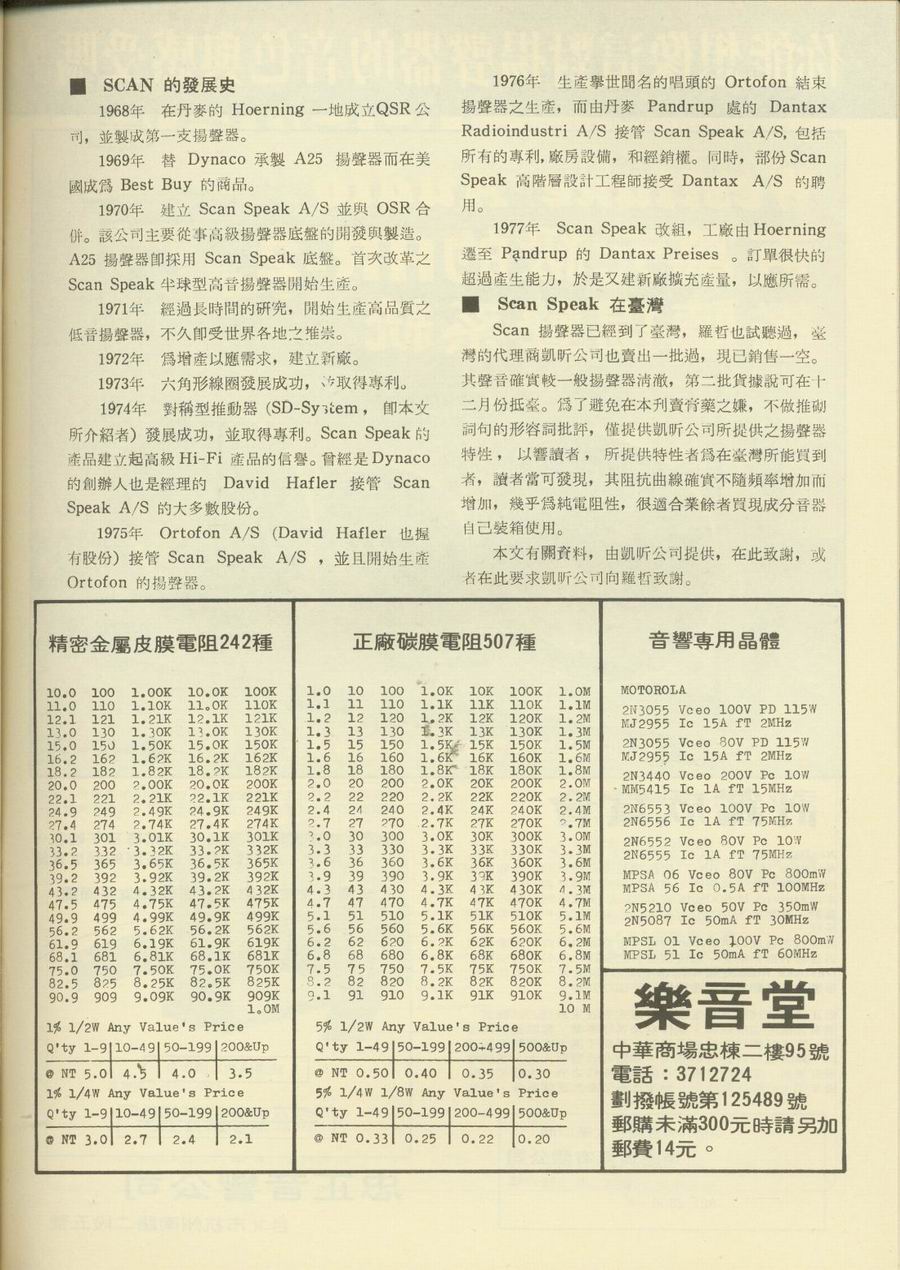 ■ SCAN 的發展史
1968年 在丹麥的 Hoerning 一地成立QSR公
司，並製成第一支揚聲器。
1969年 替 Dynaco 承製 A25 揚聲器而在美
國成爲 Best Buy 的商品。
1970年 建立 Scan Speak A/S 並與 OSR 合
併。該公司主要從事高級揚聲器底盤的開發與製造。
A25 揚聲器卽採用 Scan Speak 底盤。首次改革之
Scan Speak 半球型高音揚聲器開始生產。
1971年 經過長時間的硏究，開始生產高品質之
低音揚聲器，不久卽受世界各地之推崇。
1972年 爲增產以應需求，建立新廠。
1973年 六角形線圈發展成功，取得專利。
1974年 對稱型推動器 (SD-System，卽本文
所介紹者) 發展成功，並取得專利。Scan Speak 的
產品建立起高級 Hi-Fi 產品的信譽。曾經是 Dynaco
的創辦人也是經理的 David Hafler 接管 Scan
Speak A/S 的大多數股份。
1975年 Ortofon A/S (David Hafler 也握
有股份) 接管 Scan Speak A/S ，並且開始生產
Ortofon 的揚聲器。
1976年 生產舉世聞名的唱頭的 Ortofon 結束
揚聲器之生產，而由丹麥 Pandrup 處的 Dantax
Radioindustri A/S 接管 Scan Speak A/S, 包括
所有的專利,廠房設備，和經銷權。同時，部份 Scan
Speak 高階層設計工程師接受 Dantax A/S 的聘
用。
1977年 Scan Speak 改組，工廠由 Hoerning
遷至 Pandrup 的 Dantax Preises 。訂單很快的
超過產生能力，於是又建新廠擴充產量，以應所需。
■ Scan Speak 在臺灣
Scan 揚聲器已經到了臺灣，羅哲也試聽過，臺
灣的代理商凱昕公司也賣出一批過，現已銷售一空。
其聲音確實較一般揚聲器清澈，第二批貨據說可在十
二月份抵臺。爲了避免在本刊賣膏藥之嫌，不做推砌
詞句的形容詞批評，僅提供凱昕公司所提供之揚聲器
特性，以饗讀者，所提供特性者爲在臺灣所能買到
者，讀者當可發現，其阻抗曲線確實不隨頻率增加而
增加，幾乎爲純電阻性，很適合業餘者買現成分音器
自己裝箱使用。
本文有關資料，由凱昕公司提供，在此致謝，或
者在此要求凱昕公司向羅哲致謝。
精密金屬皮膜電阻242種
10.0 100 1.00K 10.0K 100K
11.0 110 1.10K 11.0K 110K
12.1 121 1.21K 12.1K 121K
13.0 130 1.30K 13.0K 130K
15.0 150 1.50K 15.0K 150K
16.2 162 1.62K 16.2K 162K
18.2 182 1.82K 18.2K 182K
20.0 200 2.00K 20.0K 200K
22.1 221 2.21K 22.1K 221K
24.9 249 2.49K 24.9K 249K
27.4 274 2.74K 27.4K 274K
30.1 301 3.01K 30.1K 301K
33.2 332 3.32K 33.2K 332K
36.5 365 3.65K 36.5K 365K
39.2 392 3.92K 39.2K 392K
43.2 432 4.32K 43.2K 432K
47.5 475 4.75K 47.5K 475K
49.9 499 4.99K 49.9K 499K
56.2 562 5.62K 56.2K 562K
61.9 619 6.19K 61.9K 619K
68.1 681 6.81K 68.1K 681K
75.0 750 7.50K 75.0K 750K
82.5 825 8.25K 82.5K 825K
90.9 909 9.09K 90.9K 909K
1.0M
1% 1/2W Any Value's Price
Q'ty 1-9 10-49 50-199 200&Up
@ NT 5.0 4.5 4.0 3.5
1% 1/4W Any Value's Price
Q'ty 1-9 10-49 50-199 200&Up
@ NT 3.0 2.7 2.4 2.1
正廠碳膜電阻507種
1.0 10 100 1.0K 10K 100K 1.0M
1.1 11 110 1.1K 11K 110K 1.1M
1.2 12 120 1.2K 12K 120K 1.2M
1.3 13 130 1.3K 13K 130K 1.3M
1.5 15 150 1.5K 15K 150K 1.5M
1.6 16 160 1.6K 16K 160K 1.6M
1.8 18 180 1.8K 18K 180K 1.8M
2.0 20 200 2.0K 20K 200K 2.0M
2.2 22 220 2.2K 22K 220K 2.2M
2.4 24 240 2.4K 24K 240K 2.4M
2.7 27 270 2.7K 27K 270K 2.7M
3.0 30 300 3.0K 30K 300K 3.0M
3.3 33 330 3.3K 33K 330K 3.3M
3.6 36 360 3.6K 36K 360K 3.6M
3.9 39 390 3.9K 39K 390K 3.9M
4.3 43 430 4.3K 43K 430K 4.3M
4.7 47 470 4.7K 47K 470K 4.7M
5.1 51 510 5.1K 51K 510K 5.1M
5.6 56 560 5.6K 56K 560K 5.6M
6.2 62 620 6.2K 62K 620K 6.2M
6.8 68 680 6.8K 68K 680K 6.8M
7.5 75 750 7.5K 75K 750K 7.5M
8.2 82 820 8.2K 82K 820K 8.2M
9.1 91 910 9.1K 91K 910K 9.1M
10 M
5% 1/2W Any Value's Price
Q'ty 1-49 50-199 200-499 500&Up
@ NT 0.50 0.40 0.35 0.30
5% 1/4W 1/8W Any Value's Price
Q'ty 1-49 50-199 200-499 500&Up
@ NT 0.33 0.25 0.22 0.20
音響専用晶體
MOTOROLA
2N3055 Vceo 100V PD 115W
MJ2955 Ic 15A fT 2MHz
2N3055 Vceo 80V PD 115W
MJ2955 Ic 15A fT 2MHz
2N3440 Vceo 200V Pc 10W
MM5415 Ic 1A fT 15MHz
2N6553 Vceo 100V Pc 10W
2N6556 Ic 1A fT 75MHz
2N6552 Vceo 80V Pc 10W
2N6555 Ic 1A fT 75MHz
MPSA 06 Vceo 80V Pc 800mW
MPSA 56 Ic 0.5A fT 100MHz
2N5210 Vceo 50V Pc 350mW
2N5087 Ic 50mA fT 30MHz
MPSL 01 Vceo 100V Pc 800mW
MPSL 51 Ic 50mA fT 60MHz
樂音堂
中華商場忠棟二樓95號
電話：3712724
劃撥帳號第125489號
郵購未滿300元時請另加
郵費14元。